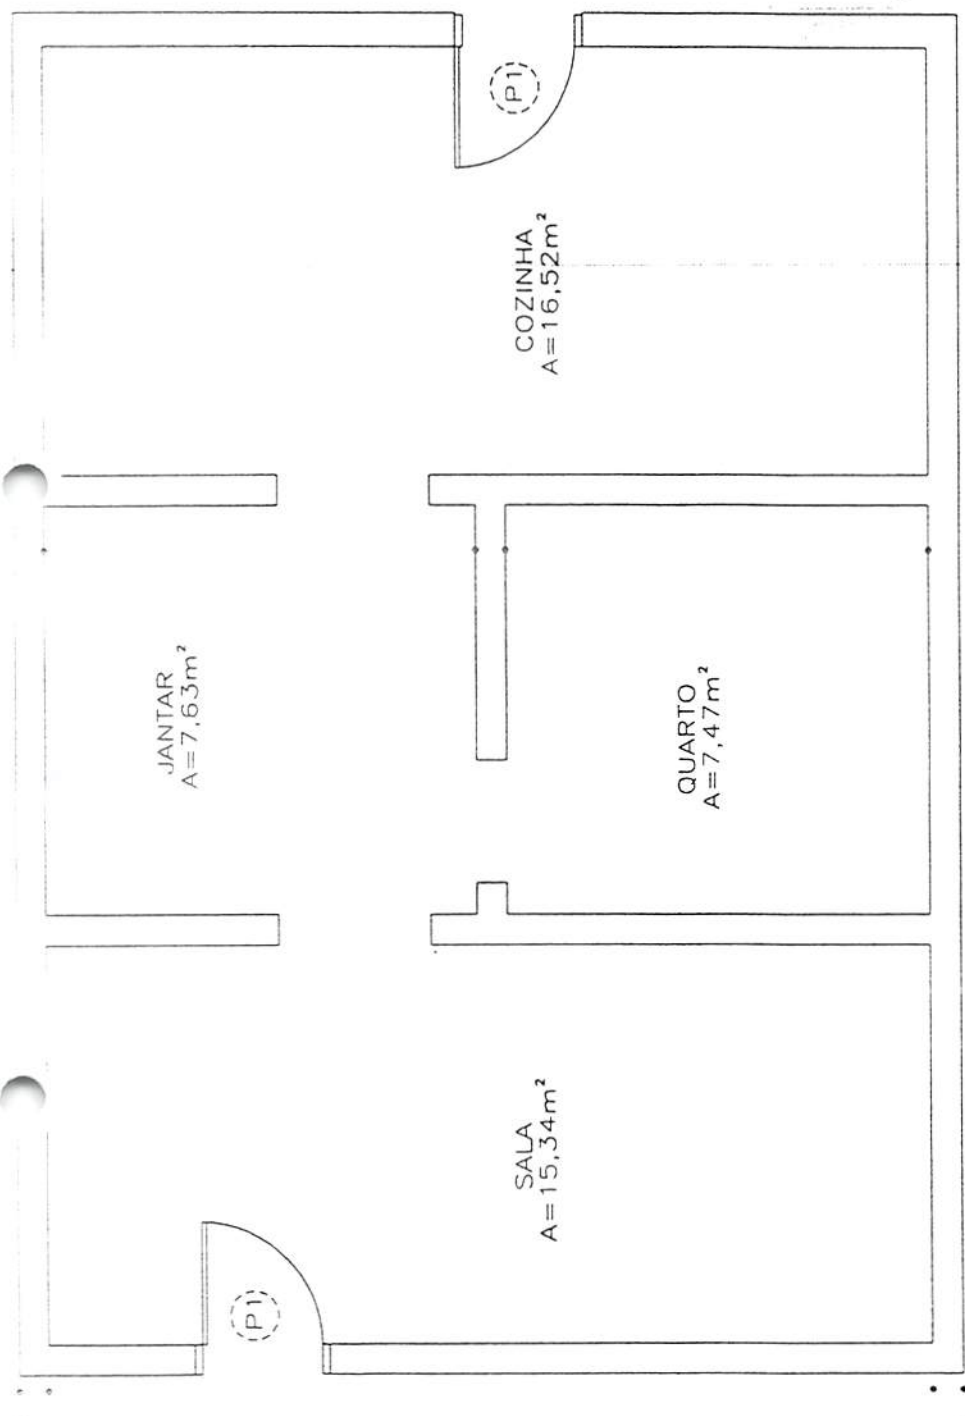 P1
COZINHA
A=16,52m²
JANTAR
A=7,63m²
QUARTO
A=7,47m²
SALA
A=15,34m²
P1